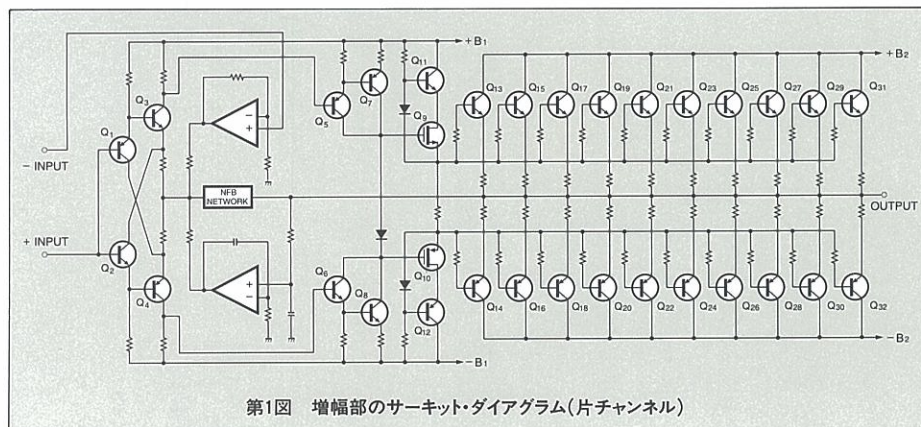 +B₁
+B₂
Q₁₁
Q₃
Q₇
Q₁₃
Q₁₅
Q₁₇
Q₁₉
Q₂₁
Q₂₃
Q₂₅
Q₂₇
Q₂₉
Q₃₁
Q₅
Q₉
Q₁
− INPUT
−
+
NFB
NETWORK
OUTPUT
+ INPUT
Q₂
Q₄
+
−
Q₆
Q₈
Q₁₀
Q₁₂
Q₁₄
Q₁₆
Q₁₈
Q₂₀
Q₂₂
Q₂₄
Q₂₆
Q₂₈
Q₃₀
Q₃₂
−B₁
−B₂
第1図 増幅部のサーキット・ダイアグラム(片チャンネル)